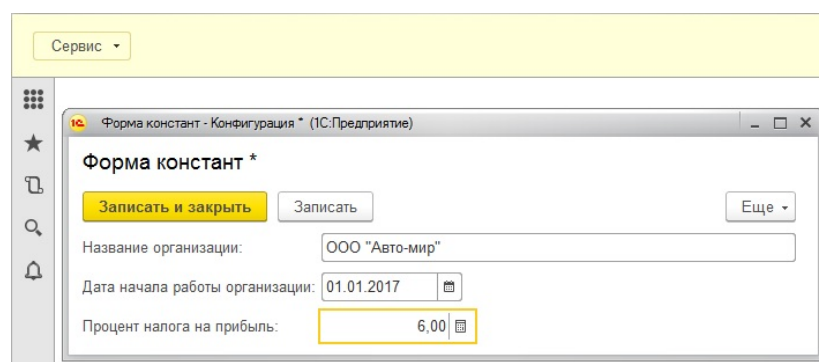 Сервис
1С Форма констант - Конфигурация * (1С:Предприятие)
Форма констант *
Записать и закрыть Записать Еще
Название организации: ООО "Авто-мир"
Дата начала работы организации: 01.01.2017
Процент налога на прибыль: 6,00